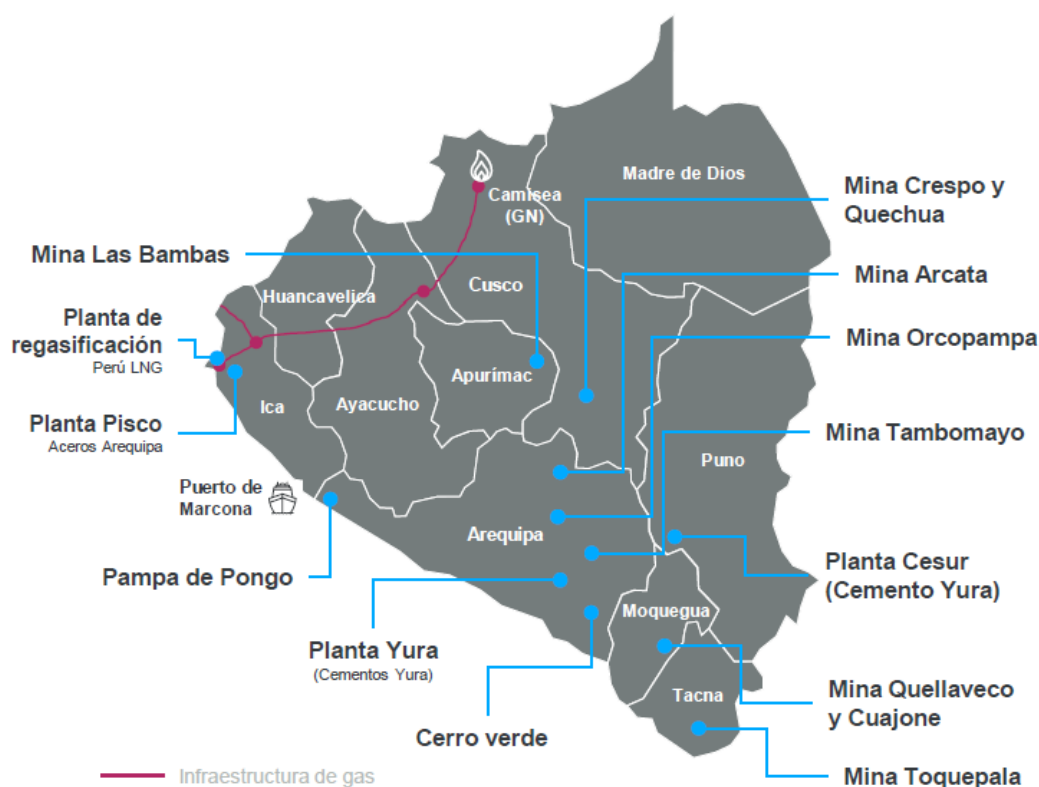 Madre de Dios
Mina Crespo y
Quechua
Camisea
(GN)
Mina Las Bambas
Mina Arcata
Huancavelica
Cusco
Planta de
regasificación
Perú LNG
Mina Orcopampa
Apurímac
Ica
Ayacucho
Planta Pisco
Aceros Arequipa
Mina Tambomayo
Puno
Puerto de
Marcona
Arequipa
Pampa de Pongo
Planta Cesur
(Cemento Yura)
Moquegua
Planta Yura
(Cementos Yura)
Tacna
Mina Quellaveco
y Cuajone
Cerro verde
Infraestructura de gas
Mina Toquepala